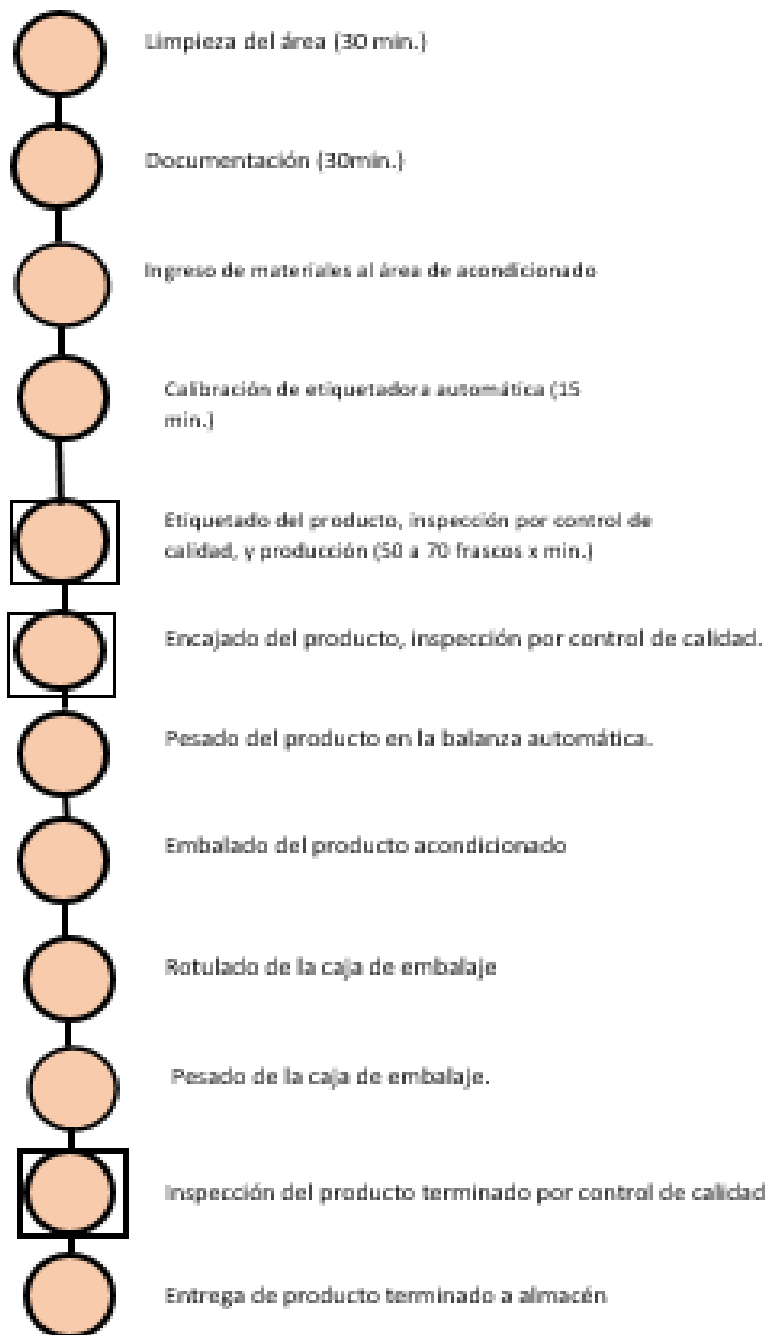 Limpieza del área (30 min.)
Documentación (30min.)
Ingreso de materiales al área de acondicionado
Calibración de etiquetadora automática (15
min.)
Etiquetado del producto, inspección por control de
calidad, y producción (50 a 70 frascos x min.)
Encajado del producto, inspección por control de calidad.
Pesado del producto en la balanza automática.
Embalado del producto acondicionado
Rotulado de la caja de embalaje
Pesado de la caja de embalaje.
Inspección del producto terminado por control de calidad
Entrega de producto terminado a almacén